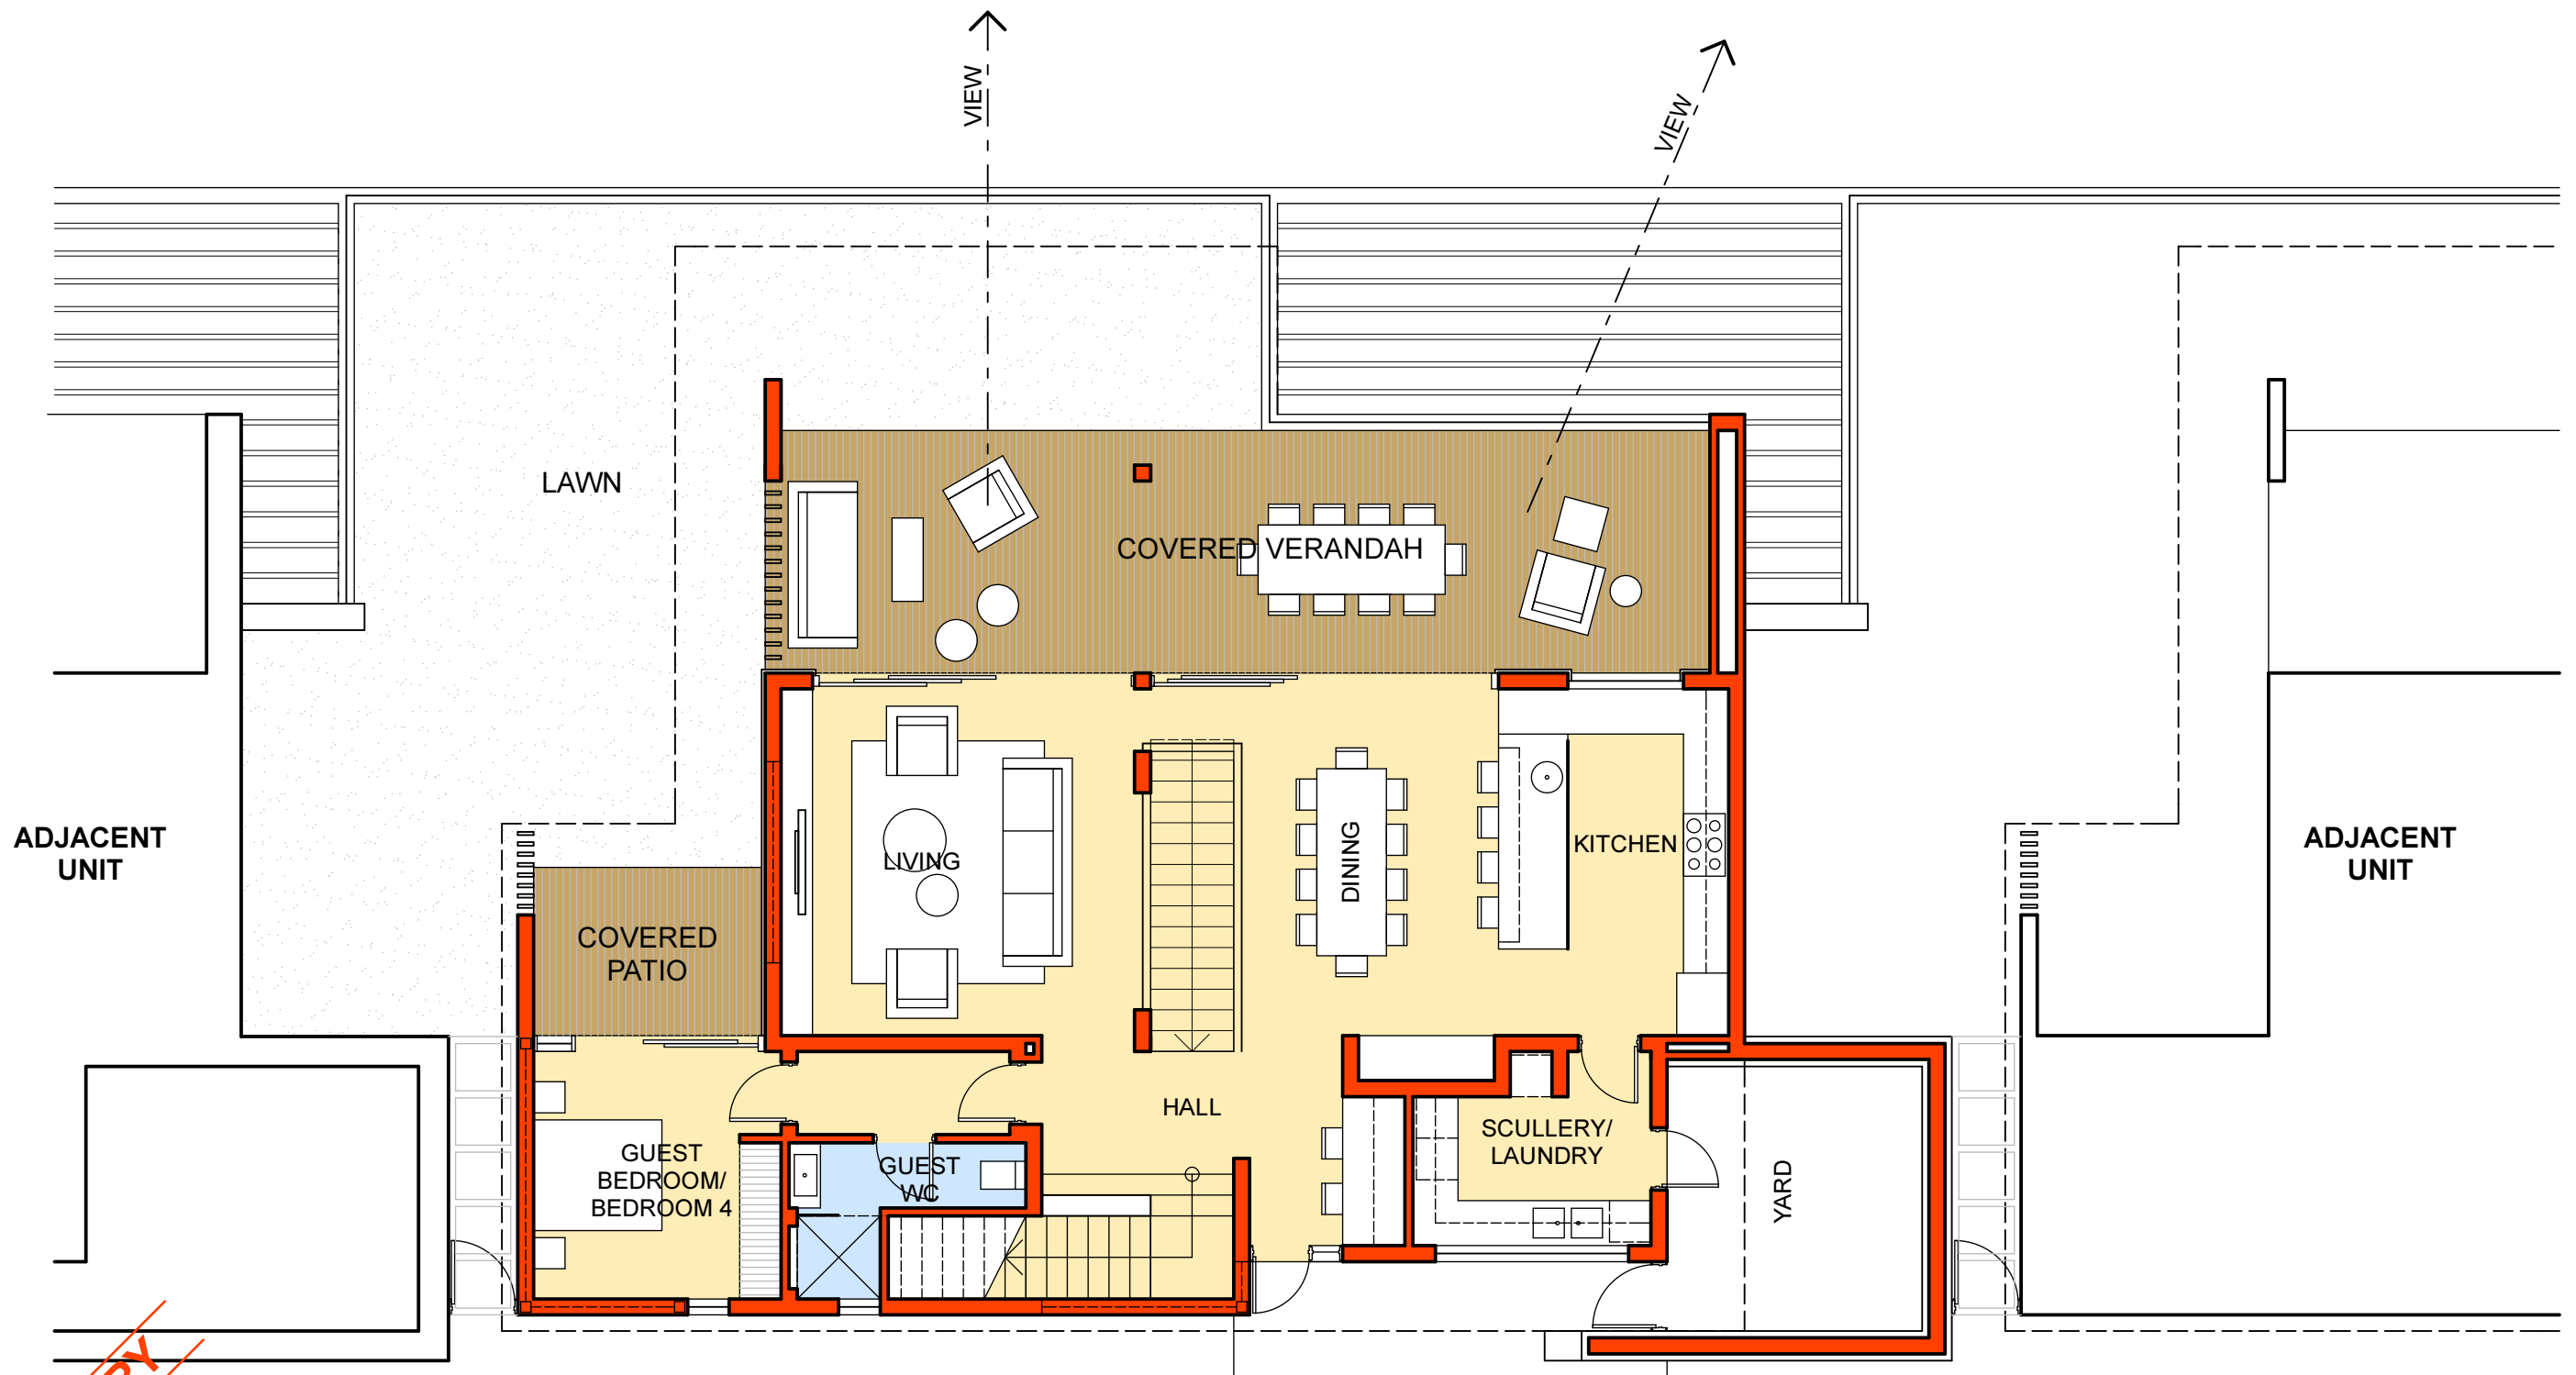 VIEW
VIEW
LAWN
COVERED VERANDAH
ADJACENT
UNIT
LIVING
DINING
KITCHEN
ADJACENT
UNIT
COVERED
PATIO
HALL
GUEST
BEDROOM/
BEDROOM 4
GUEST
WC
SCULLERY/
LAUNDRY
YARD